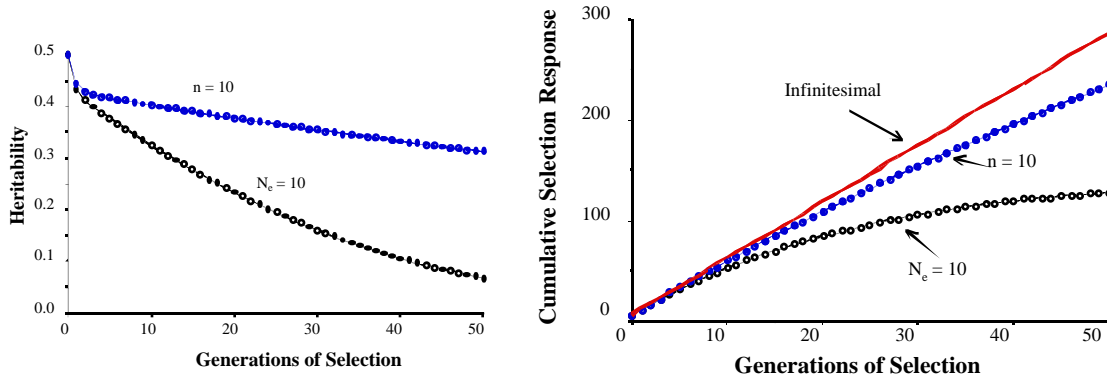 Heritability
0.5
0.4
0.3
0.2
0.1
0.0
n = 10
Nₑ = 10
0 10 20 30 40 50
Generations of Selection
Cumulative Selection Response
300
200
100
0
Infinitesimal
n = 10
Nₑ = 10
0 10 20 30 40 50
Generations of Selection